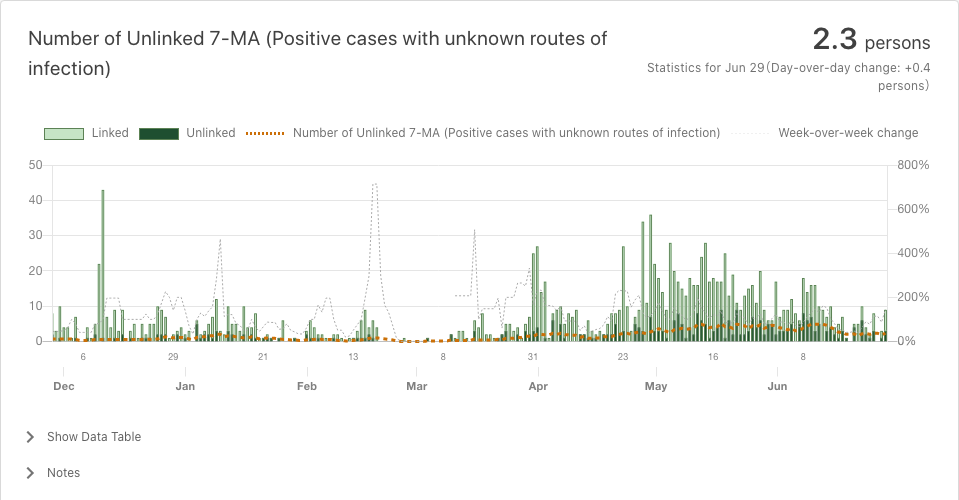 Number of Unlinked 7-MA (Positive cases with unknown routes of
infection)
2.3 persons
Statistics for Jun 29(Day-over-day change: +0.4
persons)
Linked Unlinked Number of Unlinked 7-MA (Positive cases with unknown routes of infection) Week-over-week change
50 800%
40 600%
30 400%
20 200%
10 0%
0
6 29 21 13 8 31 23 16 8
Dec Jan Feb Mar Apr May Jun
Show Data Table
Notes